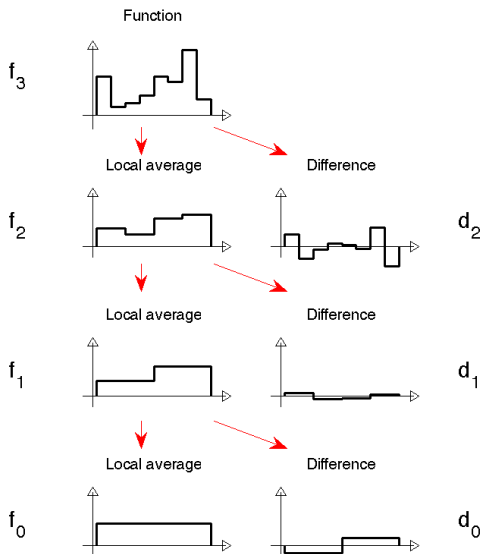 Function
f3
Local average
Difference
f2
d2
Local average
Difference
f1
d1
Local average
Difference
f0
d0